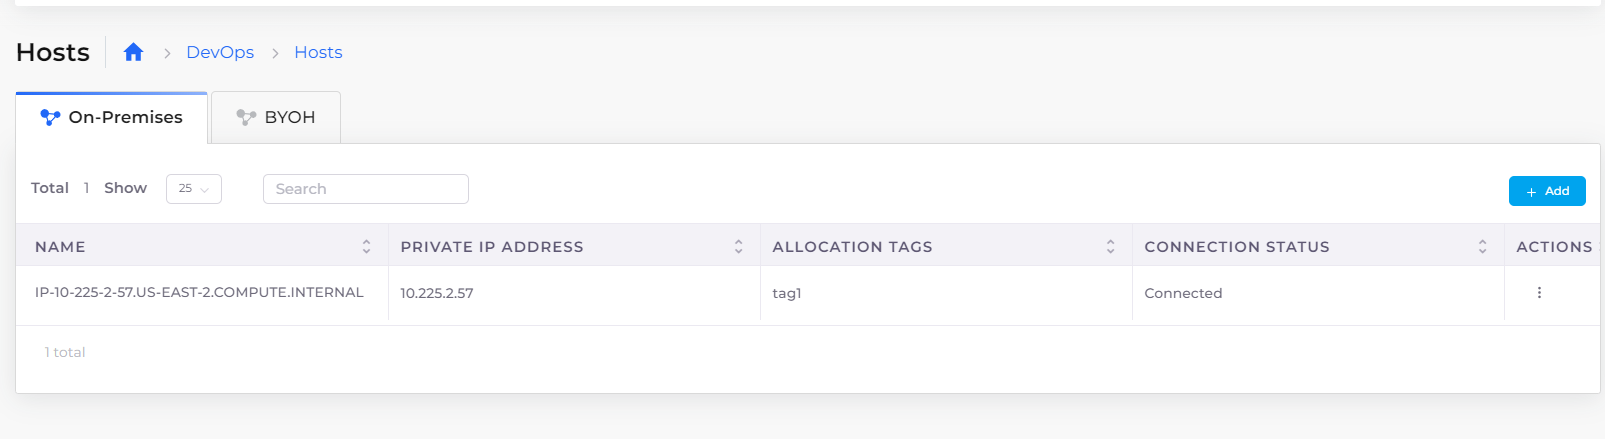 Hosts DevOps Hosts
On-Premises BYOH
Total 1 Show 25 Search + Add
NAME PRIVATE IP ADDRESS ALLOCATION TAGS CONNECTION STATUS ACTIONS
IP-10-225-2-57.US-EAST-2.COMPUTE.INTERNAL 10.225.2.57 tag1 Connected
1 total